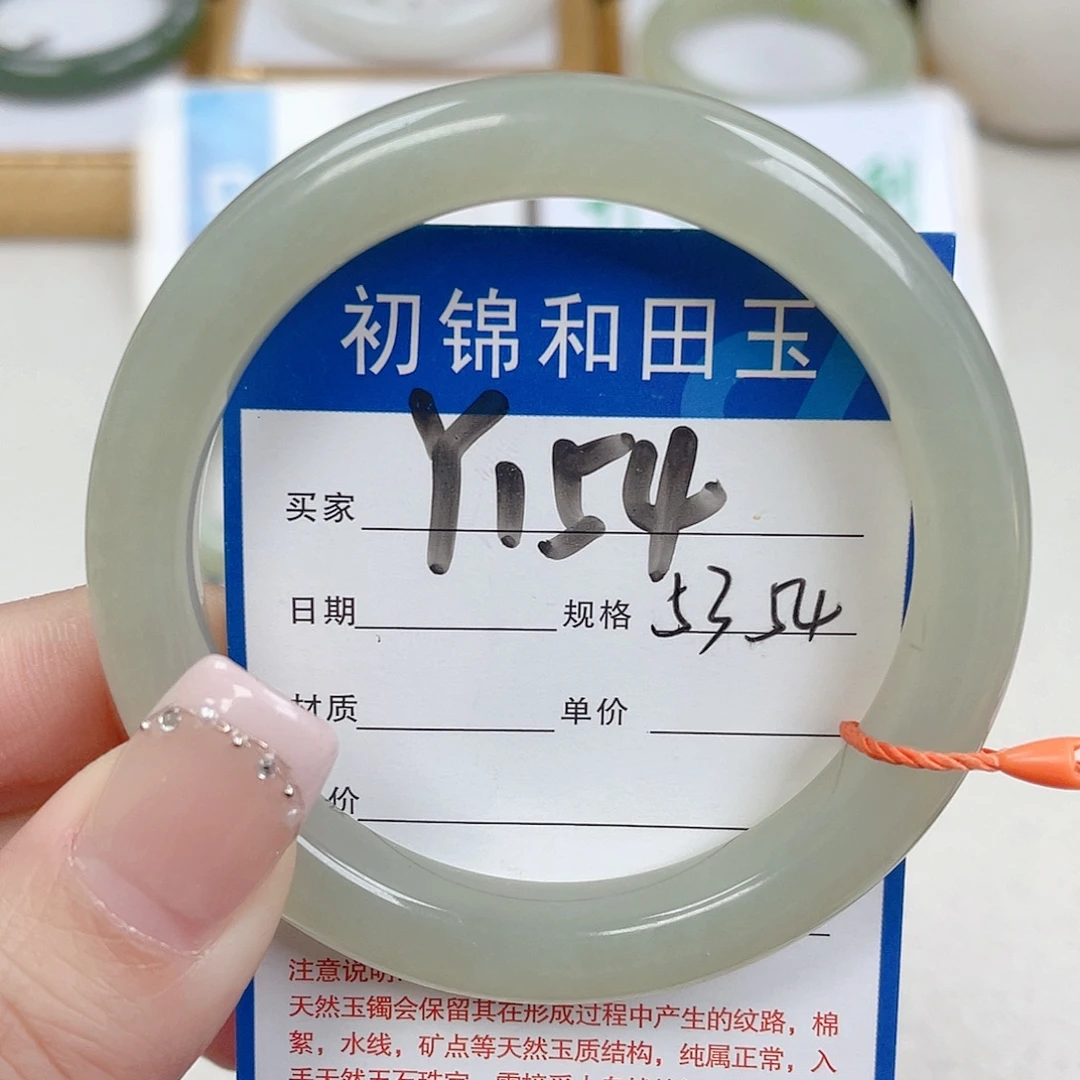 初锦和田玉
买家 Y154
日期 规格 53 54
材质 单价
价
注意说明:
天然玉镯会保留其在形成过程中产生的纹路，棉
絮，水线，矿点等天然玉质结构，纯属正常，入